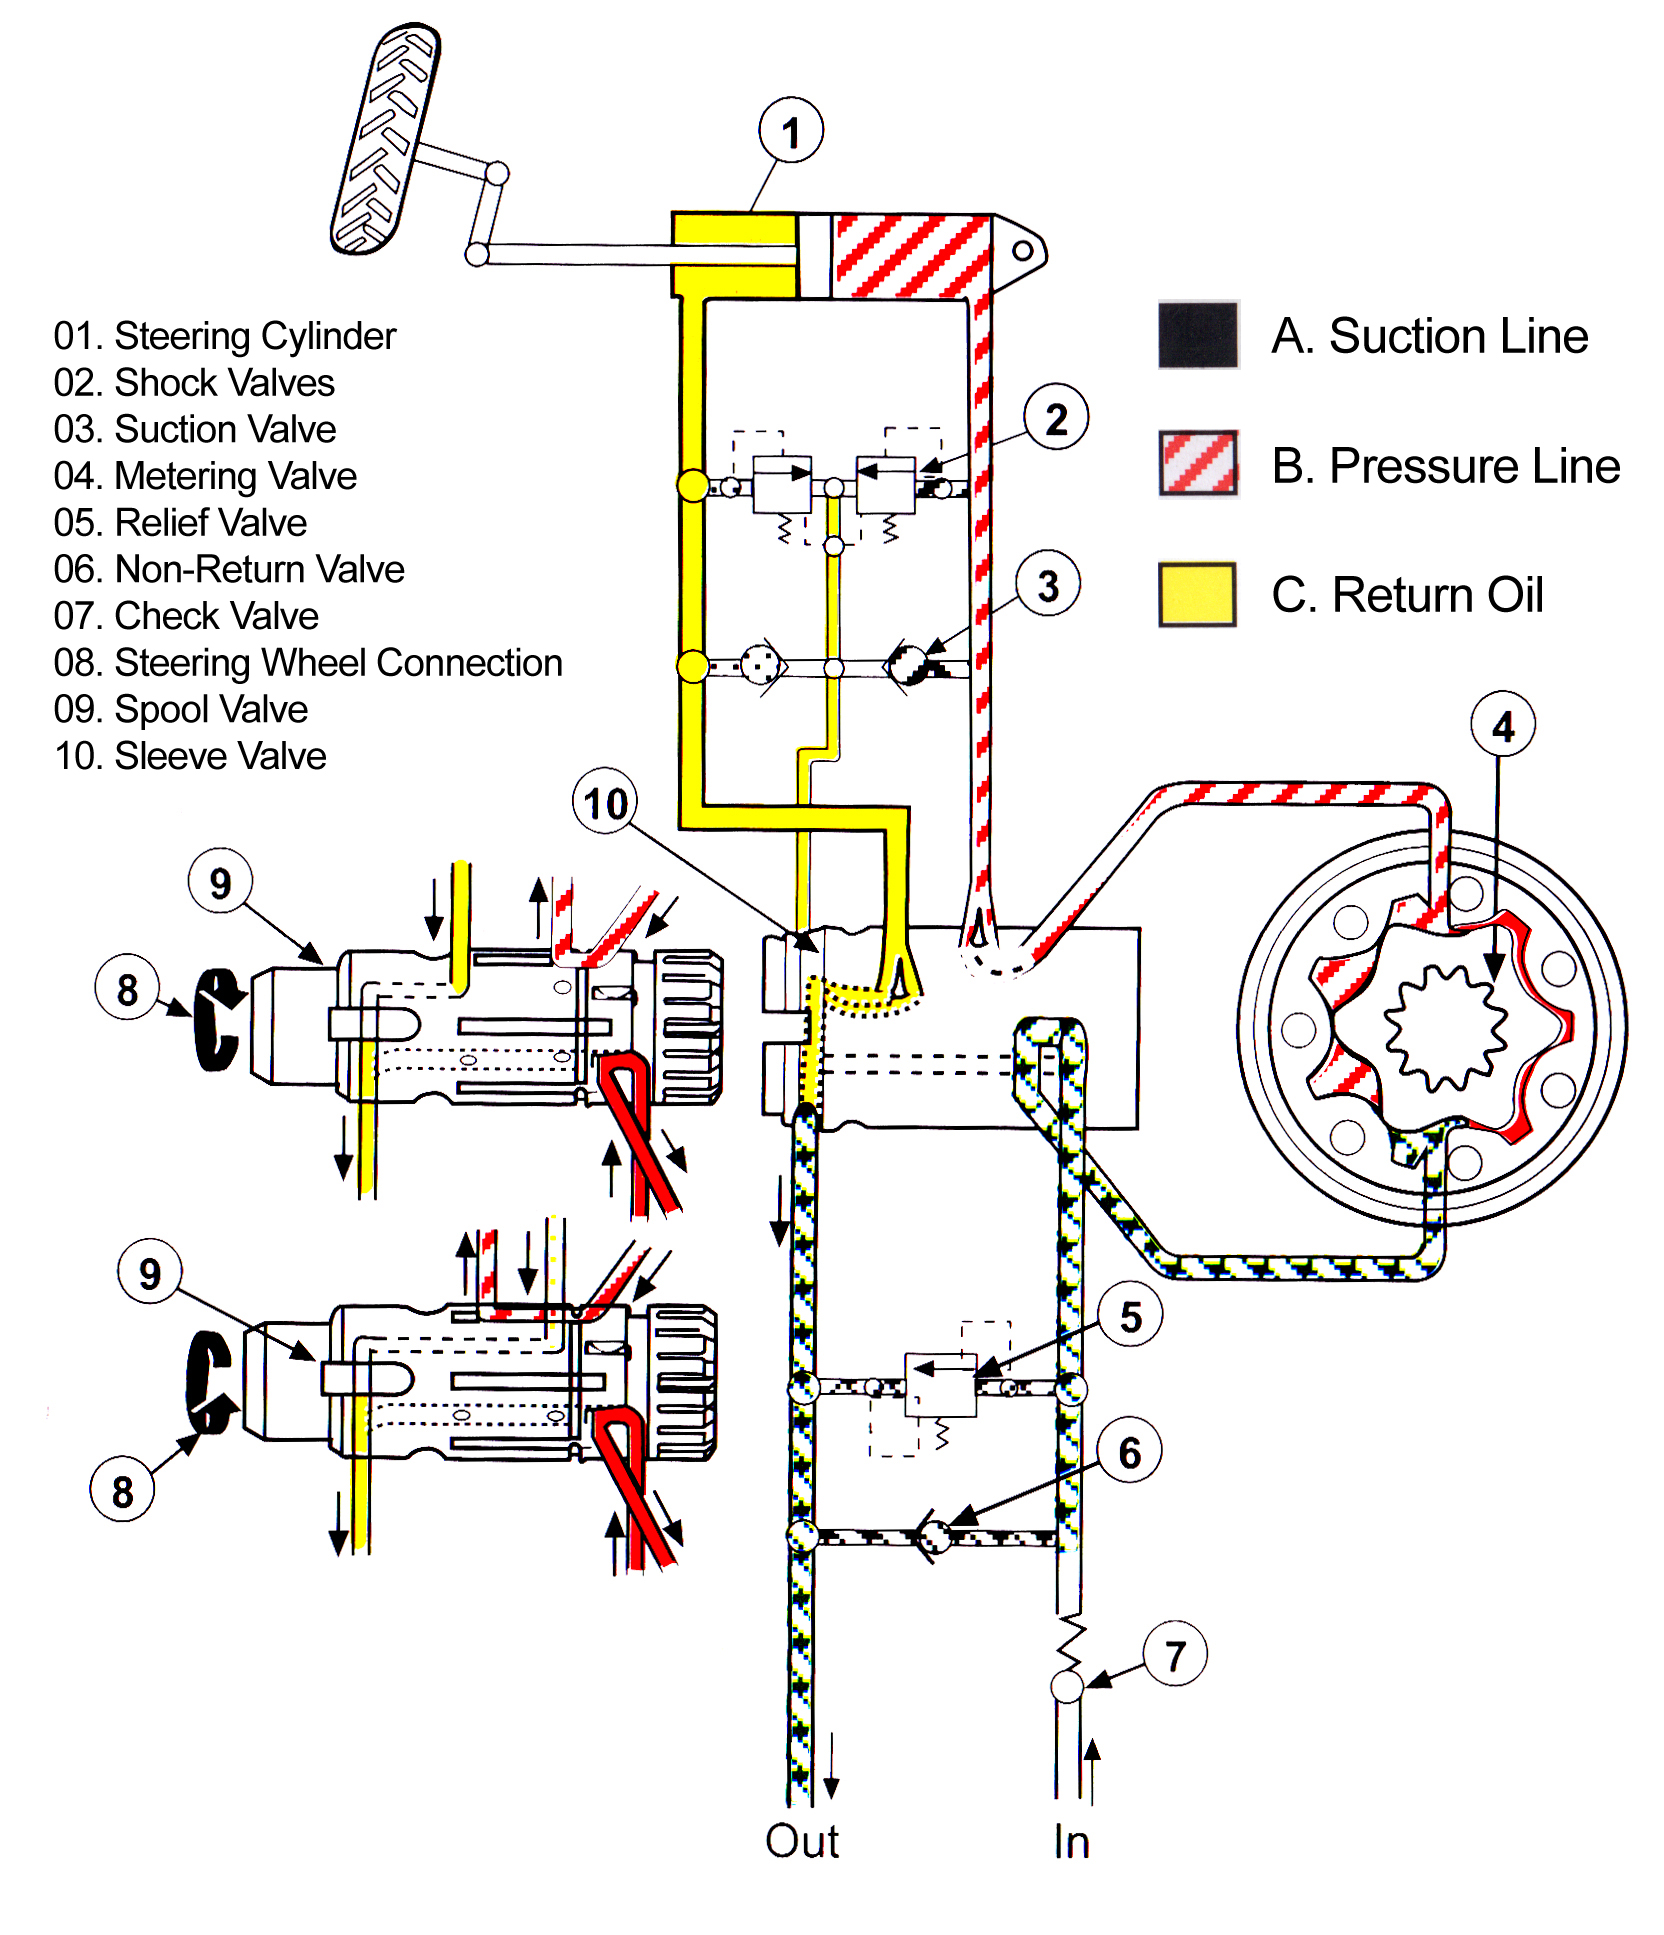 1
01. Steering Cylinder
02. Shock Valves
03. Suction Valve
04. Metering Valve
05. Relief Valve
06. Non-Return Valve
07. Check Valve
08. Steering Wheel Connection
09. Spool Valve
10. Sleeve Valve
A. Suction Line
B. Pressure Line
C. Return Oil
2
3
4
10
9
8
5
9
6
8
7
Out
In